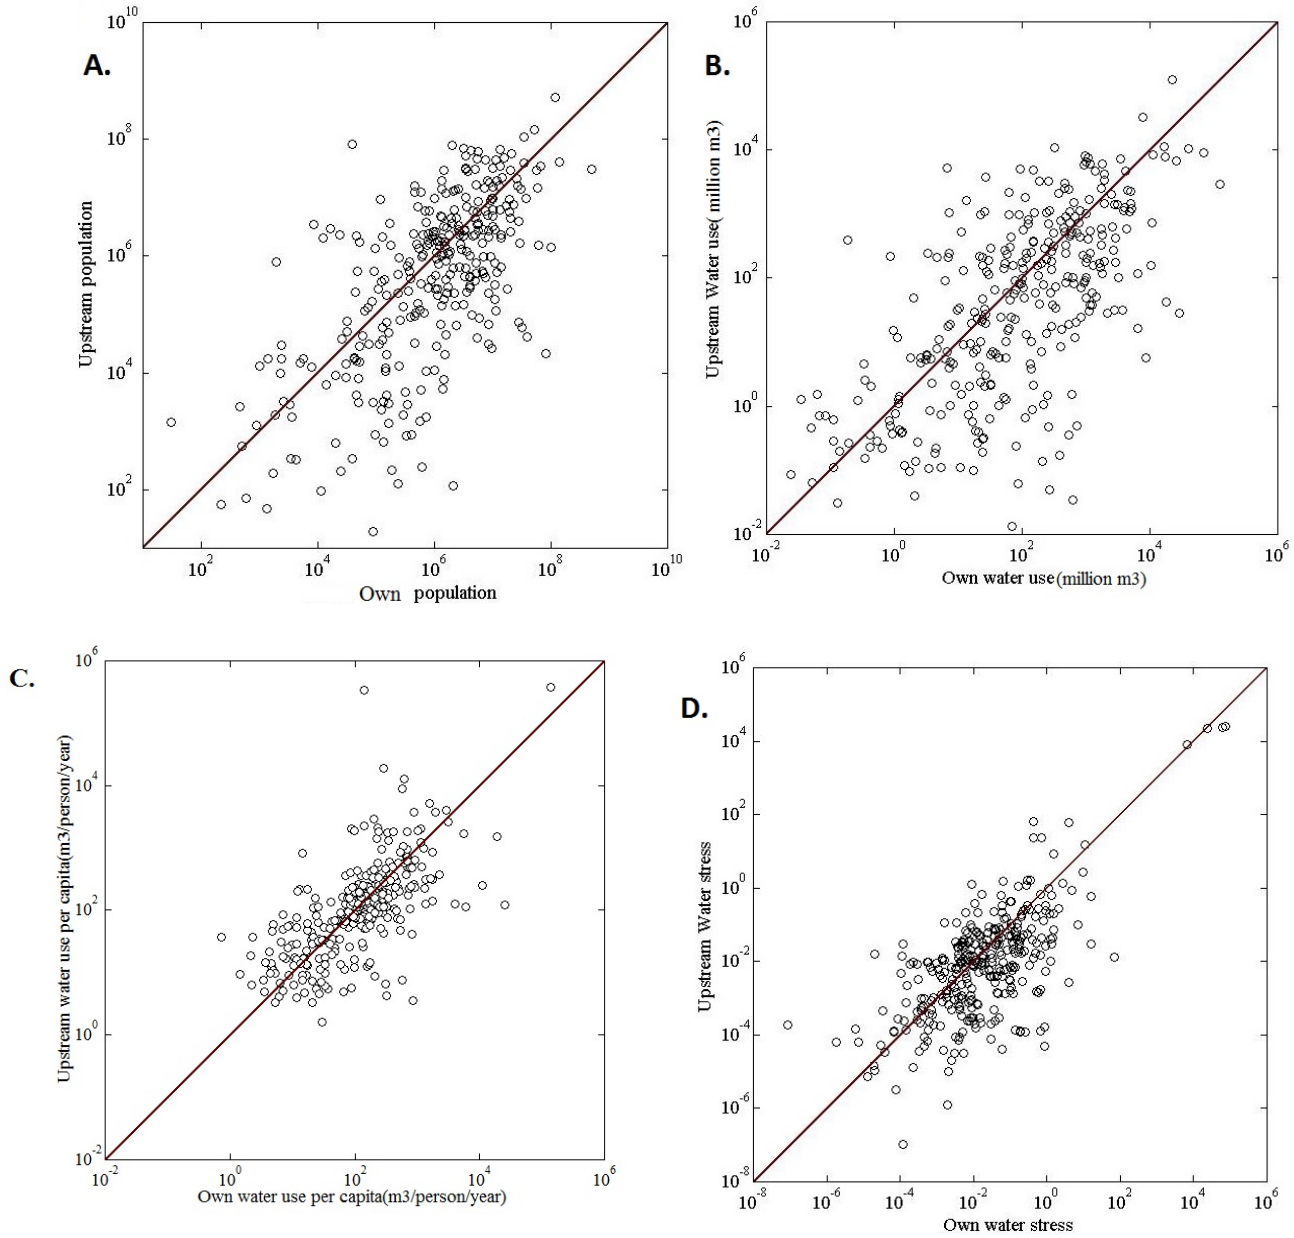 A.
10^10
10^8
10^6
10^4
10^2
Upstream population
10^2 10^4 10^6 10^8 10^10
Own population
B.
10^6
10^4
10^2
10^0
10^-2
Upstream Water use( million m3)
10^-2 10^0 10^2 10^4 10^6
Own water use(million m3)
C.
10^6
10^4
10^2
10^0
10^-2
Upstream water use per capita(m3/person/year)
10^-2 10^0 10^2 10^4 10^6
Own water use per capita(m3/person/year)
D.
10^6
10^4
10^2
10^0
10^-2
10^-4
10^-6
10^-8
Upstream Water stress
10^-8 10^-6 10^-4 10^-2 10^0 10^2 10^4 10^6
Own water stress